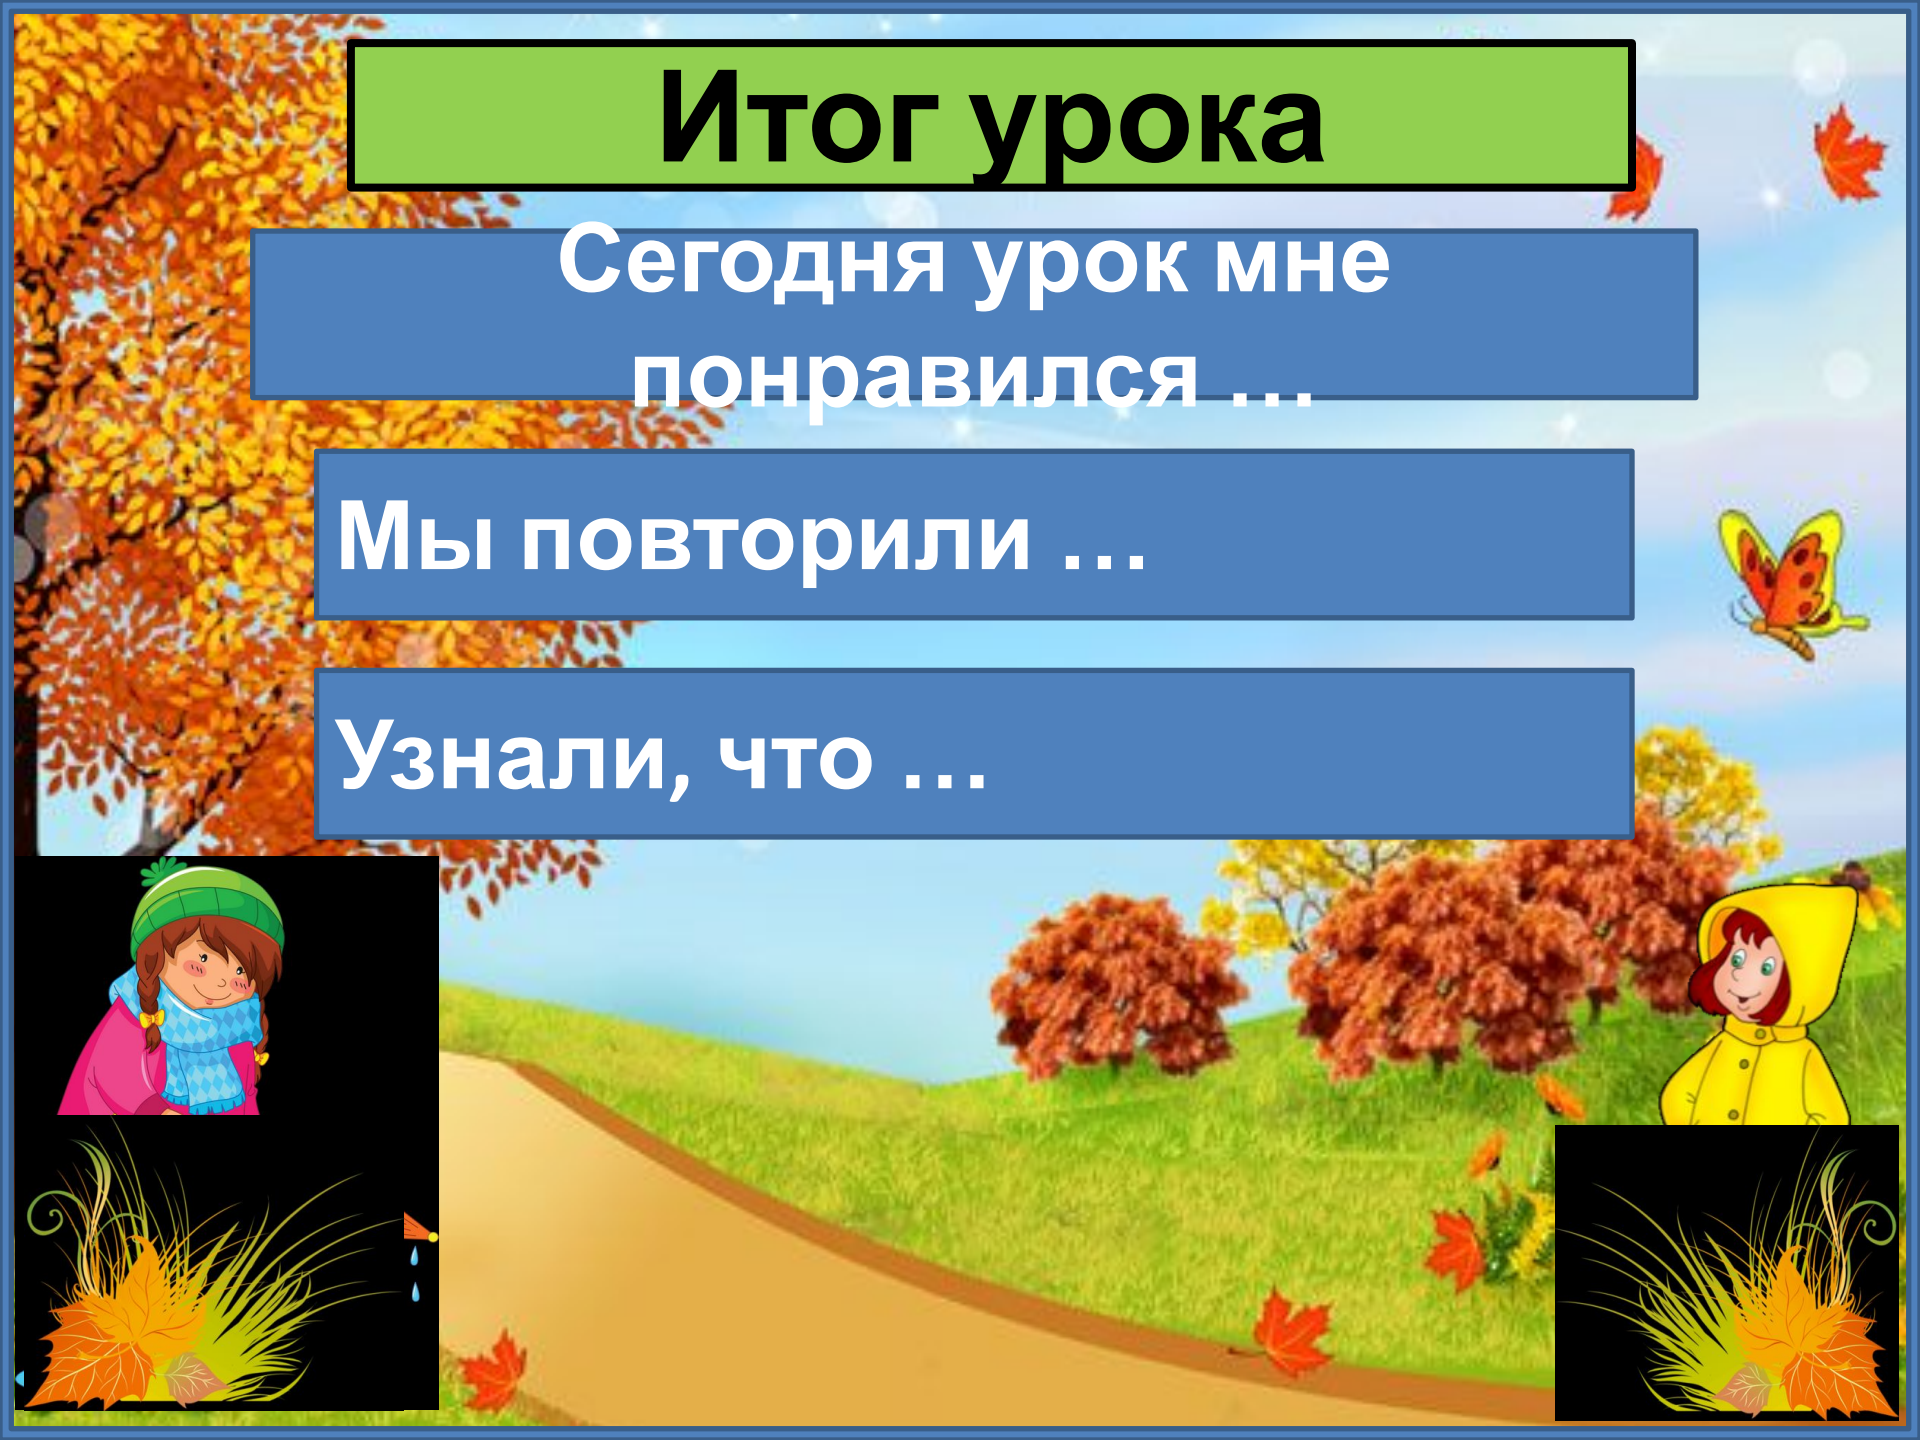 Итог урока
Сегодня урок мне
понравился …
Мы повторили …
Узнали, что …